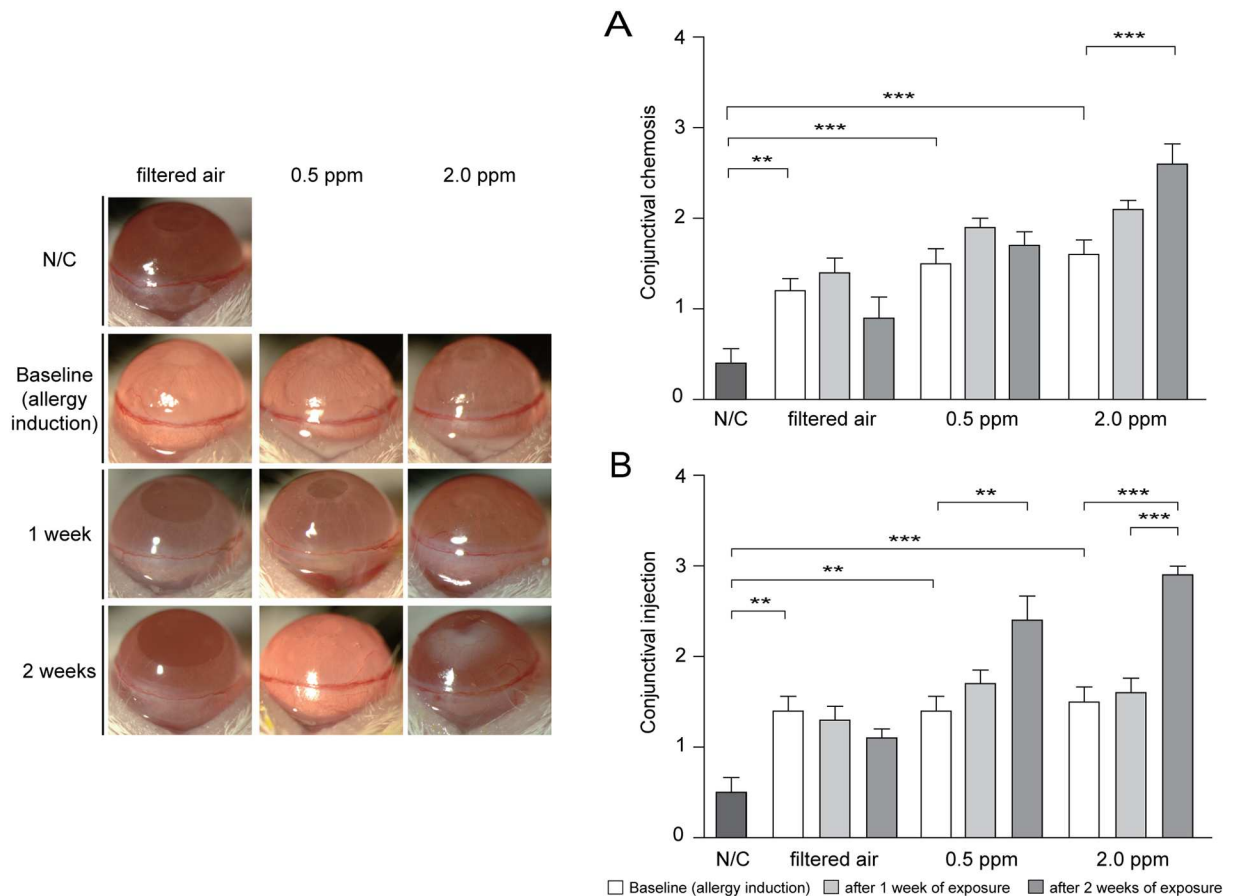 filtered air 0.5 ppm 2.0 ppm
N/C
Baseline
(allergy
induction)
1 week
2 weeks
A
Conjunctival chemosis
4
3
2
1
0
***
***
***
**
N/C filtered air 0.5 ppm 2.0 ppm
B
Conjunctival injection
4
3
2
1
0
** ***
***
***
**
**
N/C filtered air 0.5 ppm 2.0 ppm
Baseline (allergy induction) after 1 week of exposure after 2 weeks of exposure